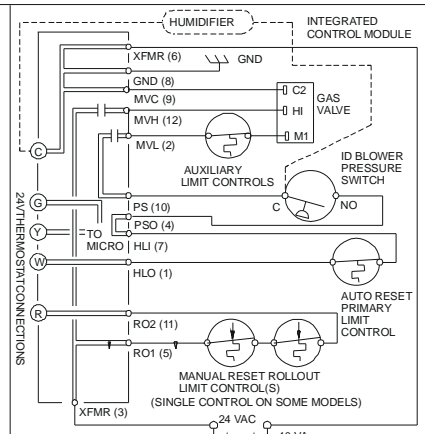 HUMIDIFIER
INTEGRATED
CONTROL MODULE
XFMR (6)
GND
GND (8)
MVC (9)
C2
GAS
VALVE
MVH (12)
HI
MVL (2)
M1
AUXILIARY
LIMIT CONTROLS
ID BLOWER
PRESSURE
SWITCH
C
G
Y
W
R
24V THERMOSTAT CONNECTIONS
PS (10)
C
NO
PSO (4)
TO
MICRO
HLI (7)
HLO (1)
AUTO RESET
PRIMARY
LIMIT
CONTROL
RO2 (11)
RO1 (5)
MANUAL RESET ROLLOUT
LIMIT CONTROL(S)
(SINGLE CONTROL ON SOME MODELS)
XFMR (3)
24 VAC